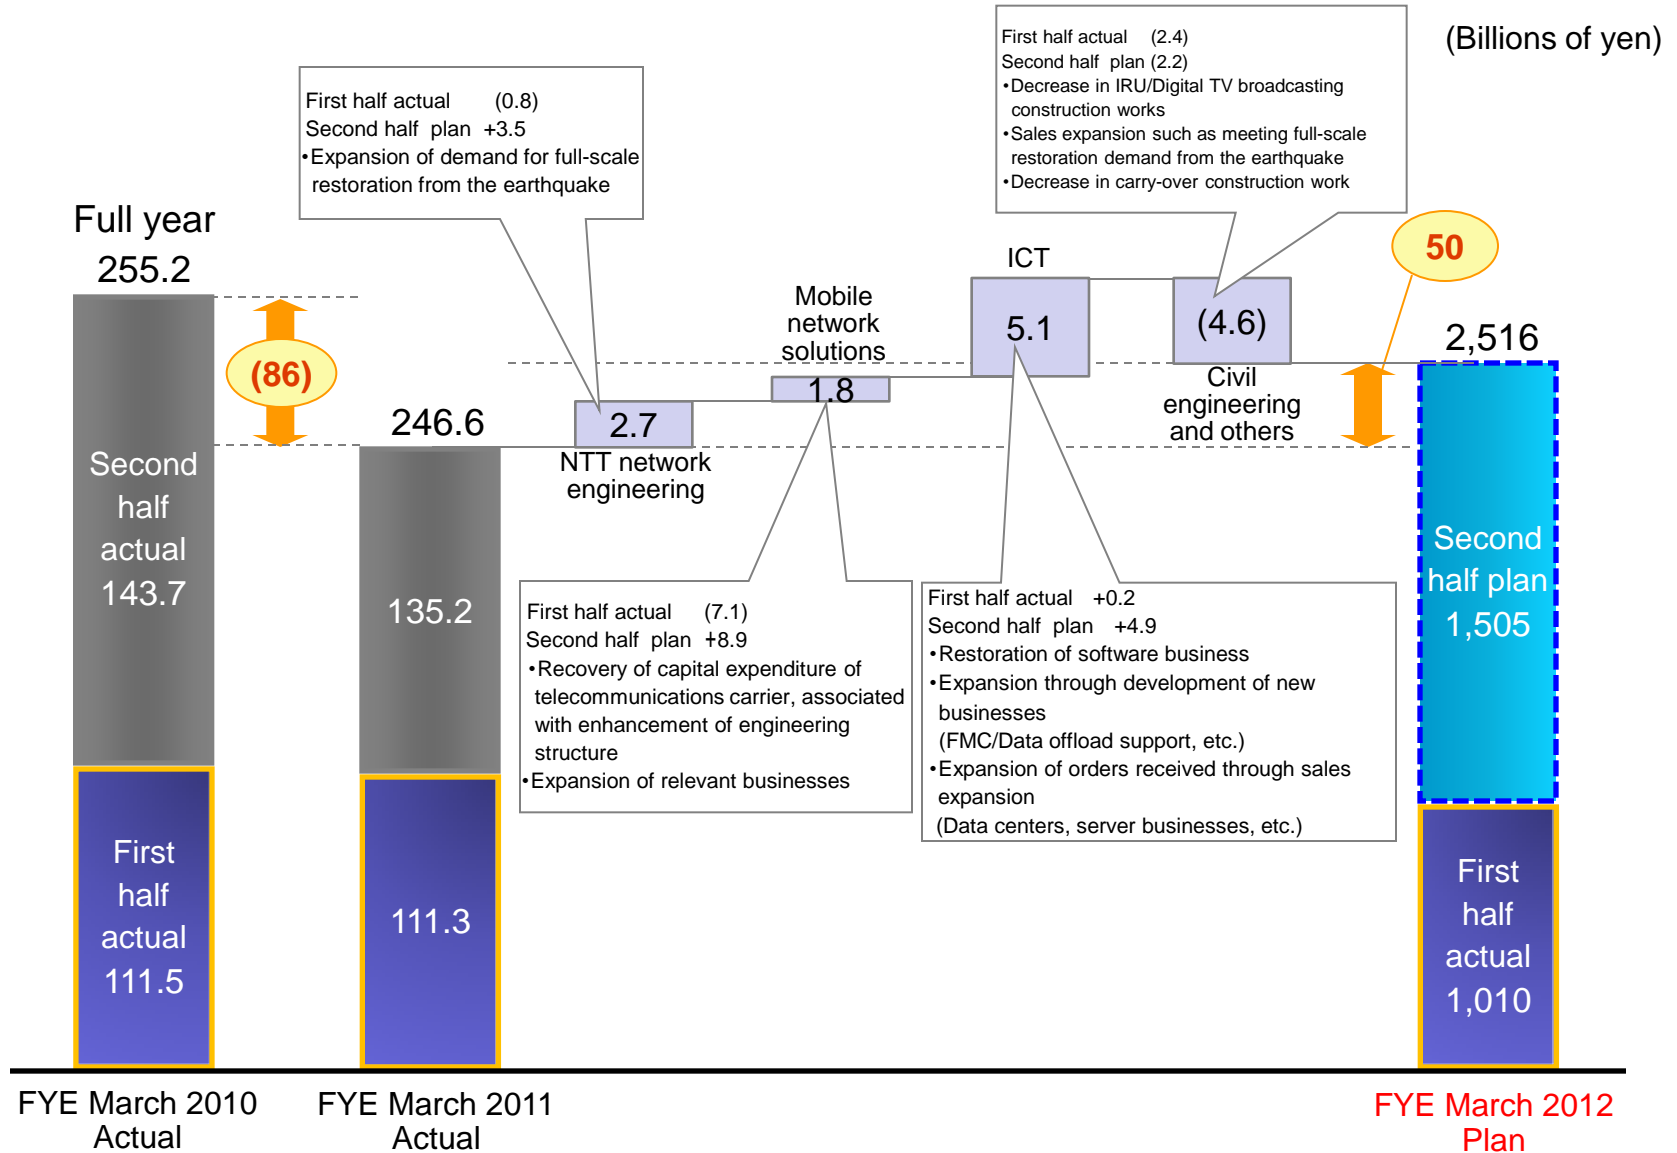 (Billions of yen)
First half actual (2.4)
Second half plan (2.2)
•Decrease in IRU/Digital TV broadcasting
construction works
•Sales expansion such as meeting full-scale
restoration demand from the earthquake
•Decrease in carry-over construction work
First half actual (0.8)
Second half plan +3.5
•Expansion of demand for full-scale
restoration from the earthquake
Full year
255.2
(86)
Second
half
actual
143.7
First
half
actual
111.5
246.6
135.2
111.3
2.7
NTT network
engineering
Mobile
network
solutions
1.8
ICT
5.1
(4.6)
Civil
engineering
and others
50
2,516
Second
half plan
1,505
First
half
actual
1,010
First half actual (7.1)
Second half plan +8.9
•Recovery of capital expenditure of
telecommunications carrier, associated
with enhancement of engineering
structure
•Expansion of relevant businesses
First half actual +0.2
Second half plan +4.9
•Restoration of software business
•Expansion through development of new
businesses
(FMC/Data offload support, etc.)
•Expansion of orders received through sales
expansion
(Data centers, server businesses, etc.)
FYE March 2010
Actual
FYE March 2011
Actual
FYE March 2012
Plan